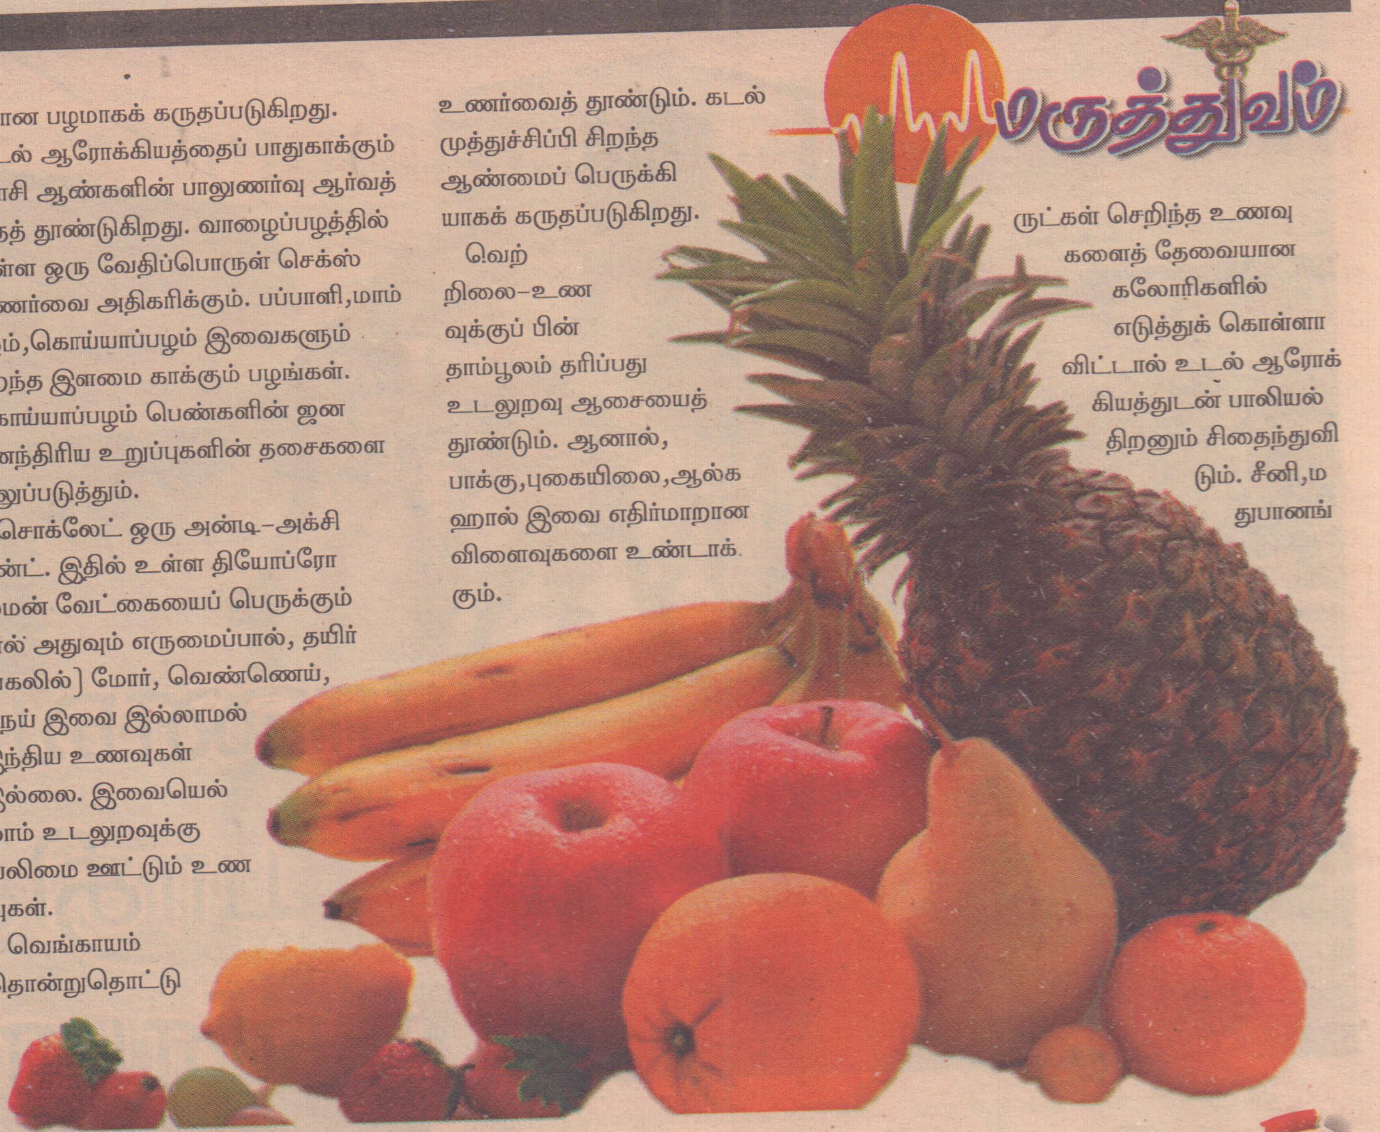 மருத்துவம்
ான பழமாகக் கருதப்படுகிறது.
டல் ஆரோக்கியத்தைப் பாதுகாக்கும்
ாசி ஆண்களின் பாலுணர்வு ஆர்வத்
தத் தூண்டுகிறது. வாழைப்பழத்தில்
ள்ள ஒரு வேதிப்பொருள் செக்ஸ்
ணர்வை அதிகரிக்கும். பப்பாளி,மாம்
ம்,கொய்யாப்பழம் இவைகளும்
றந்த இளமை காக்கும் பழங்கள்.
காய்யாப்பழம் பெண்களின் ஜன
னந்திரிய உறுப்புகளின் தசைகளை
லுப்படுத்தும்.
சொக்லேட் ஒரு அன்டி-அக்சி
ண்ட். இதில் உள்ள தியோப்ரோ
மைன் வேட்கையைப் பெருக்கும்
ால் அதுவும் எருமைப்பால், தயிர்
கலில்] மோர், வெண்ணெய்,
நய் இவை இல்லாமல்
ந்திய உணவுகள்
ல்லை. இவையெல்
ாம் உடலுறவுக்கு
லிமை ஊட்டும் உண
ுகள்.
வெங்காயம்
தொன்றுதொட்டு
உணர்வைத் தூண்டும். கடல்
முத்துச்சிப்பி சிறந்த
ஆண்மைப் பெருக்கி
யாகக் கருதப்படுகிறது.
வெற்
றிலை-உண
வுக்குப் பின்
தாம்பூலம் தரிப்பது
உடலுறவு ஆசையைத்
தூண்டும். ஆனால்,
பாக்கு,புகையிலை,ஆல்க
ஹால் இவை எதிர்மாறான
விளைவுகளை உண்டாக்
கும்.
ருட்கள் செறிந்த உணவு
களைத் தேவையான
கலோரிகளில்
எடுத்துக் கொள்ளா
விட்டால் உடல் ஆரோக்
கியத்துடன் பாலியல்
திறனும் சிதைந்துவி
டும். சீனி,ம
துபானங்